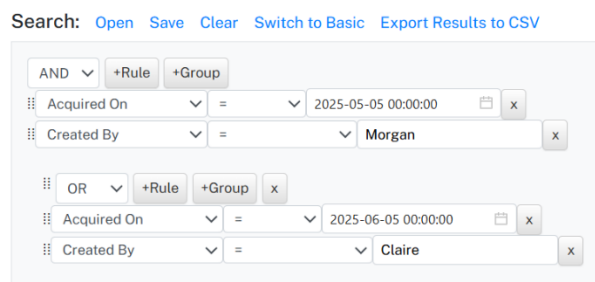 Search: Open Save Clear Switch to Basic Export Results to CSV
AND +Rule +Group
Acquired On = 2025-05-05 00:00:00 x
Created By = Morgan x
OR +Rule +Group x
Acquired On = 2025-06-05 00:00:00 x
Created By = Claire x